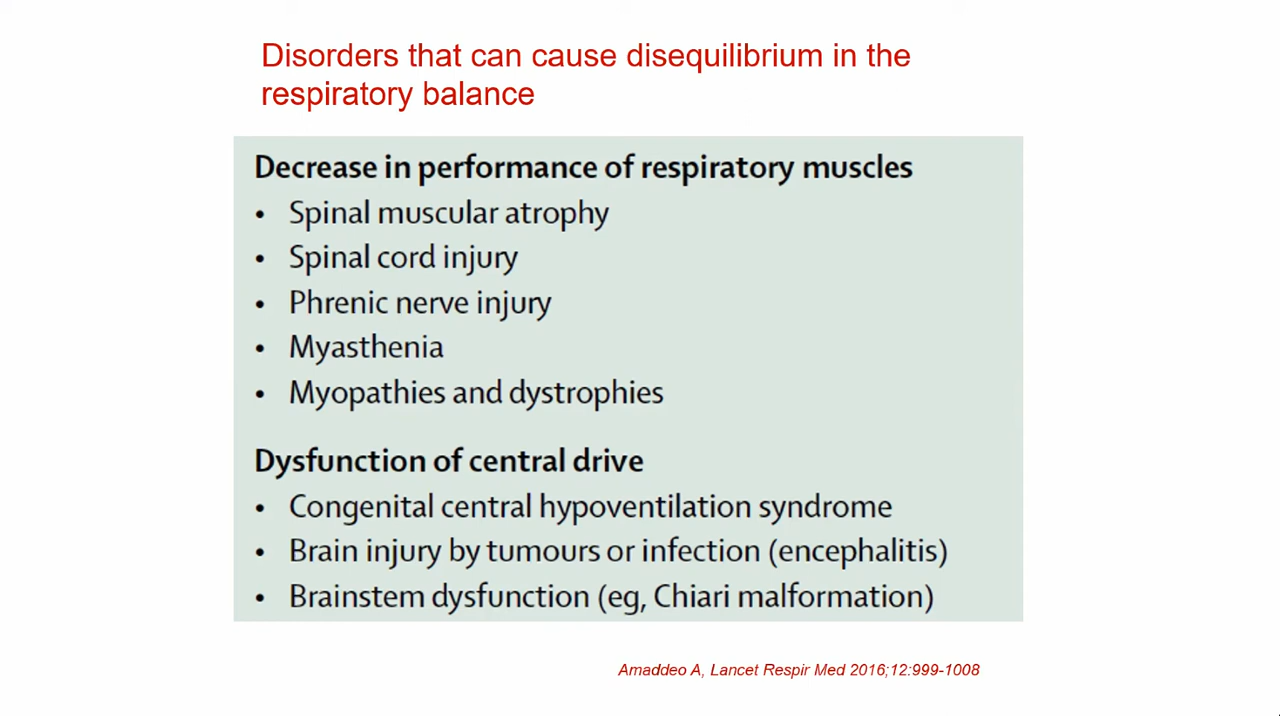 Disorders that can cause disequilibrium in the
respiratory balance
Decrease in performance of respiratory muscles
• Spinal muscular atrophy
• Spinal cord injury
• Phrenic nerve injury
• Myasthenia
• Myopathies and dystrophies
Dysfunction of central drive
• Congenital central hypoventilation syndrome
• Brain injury by tumours or infection (encephalitis)
• Brainstem dysfunction (eg, Chiari malformation)
Amaddeo A, Lancet Respir Med 2016;12:999-1008